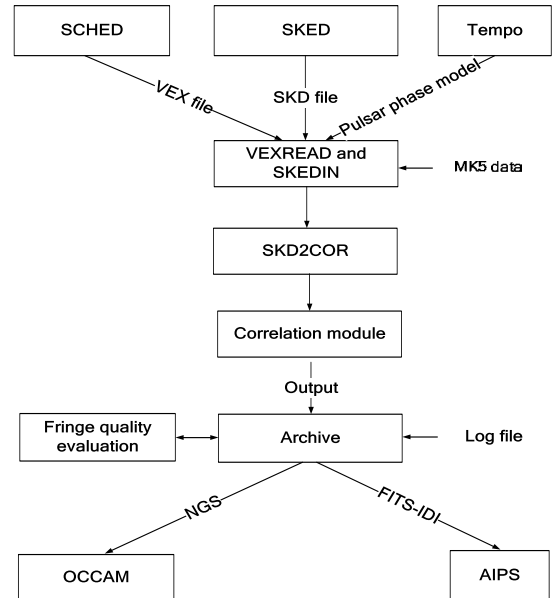 SCHED
SKED
Tempo
VEX file
SKD file
Pulsar phase model
VEXREAD and
SKEDIN
MK5 data
SKD2COR
Correlation module
Output
Fringe quality
evaluation
Archive
Log file
NGS
FITS-IDI
OCCAM
AIPS